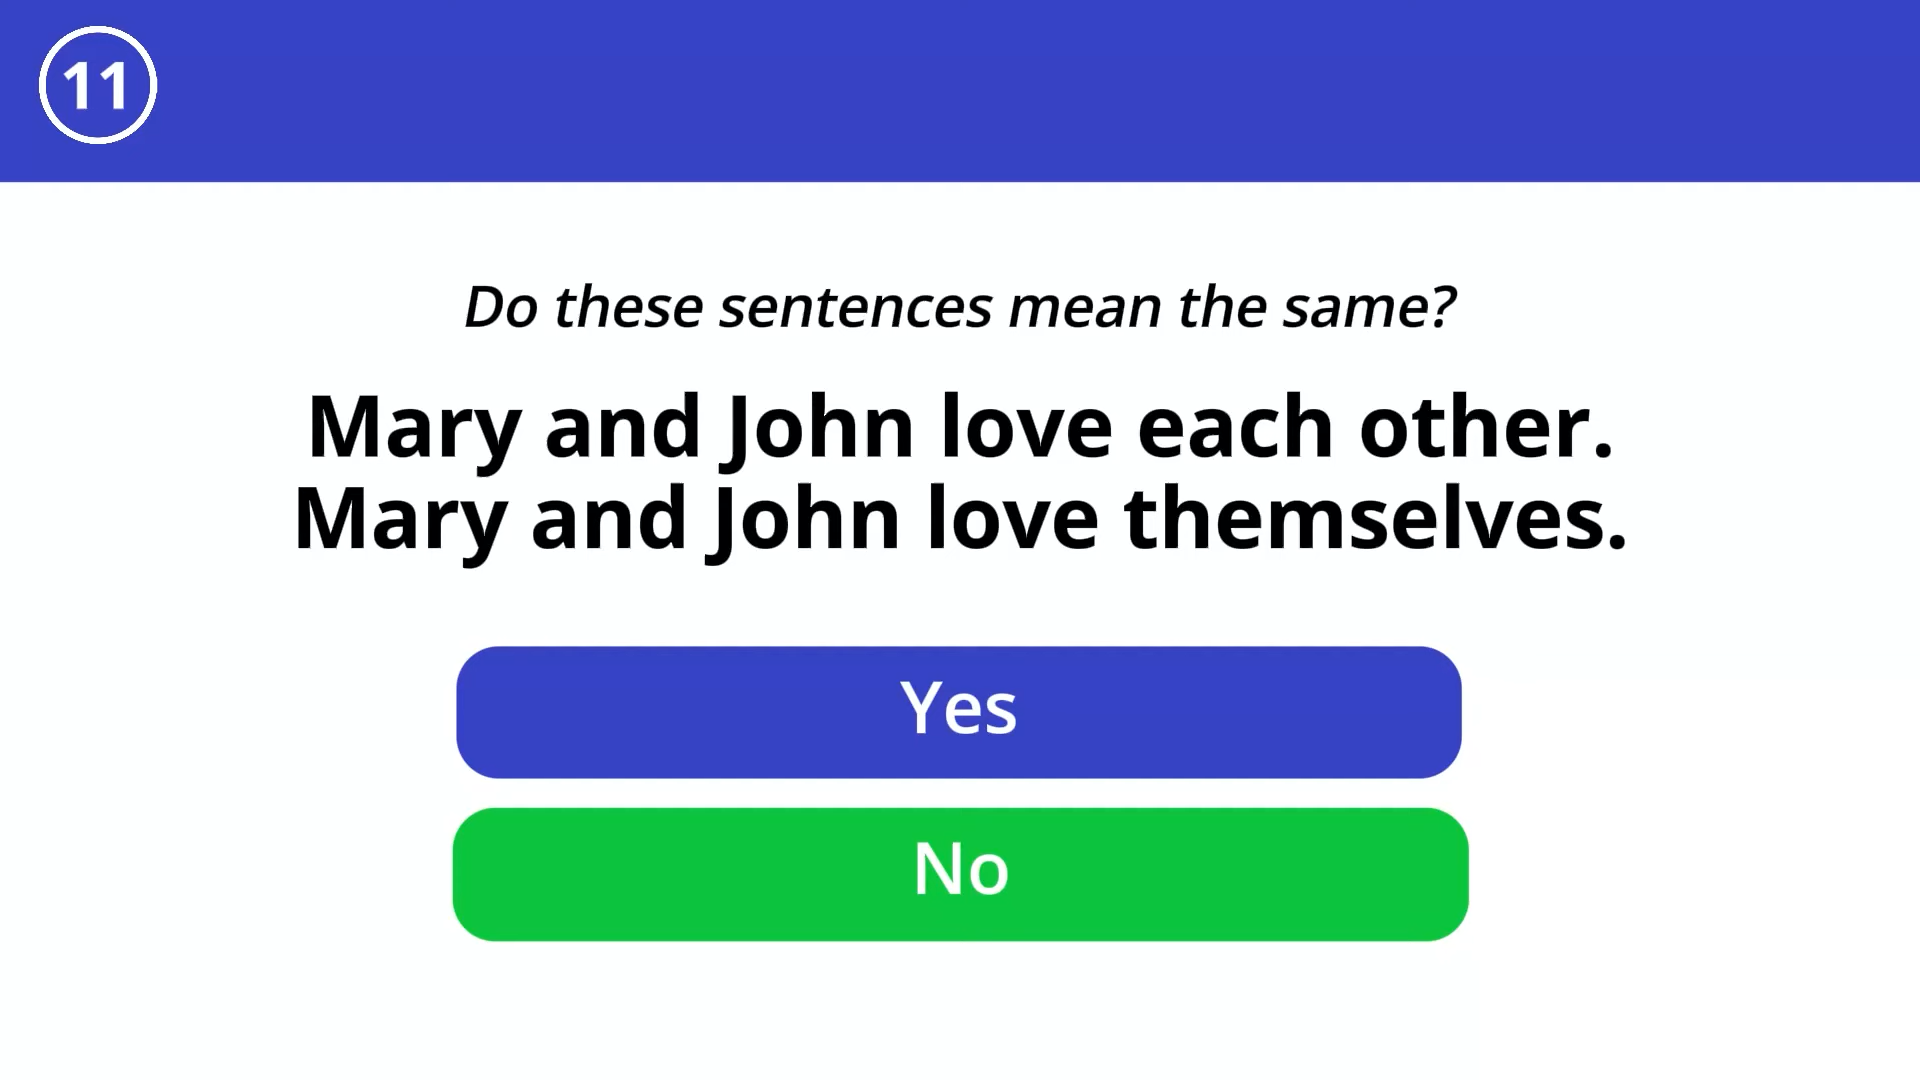 11
Do these sentences mean the same?
Mary and John love each other.
Mary and John love themselves.
Yes
No